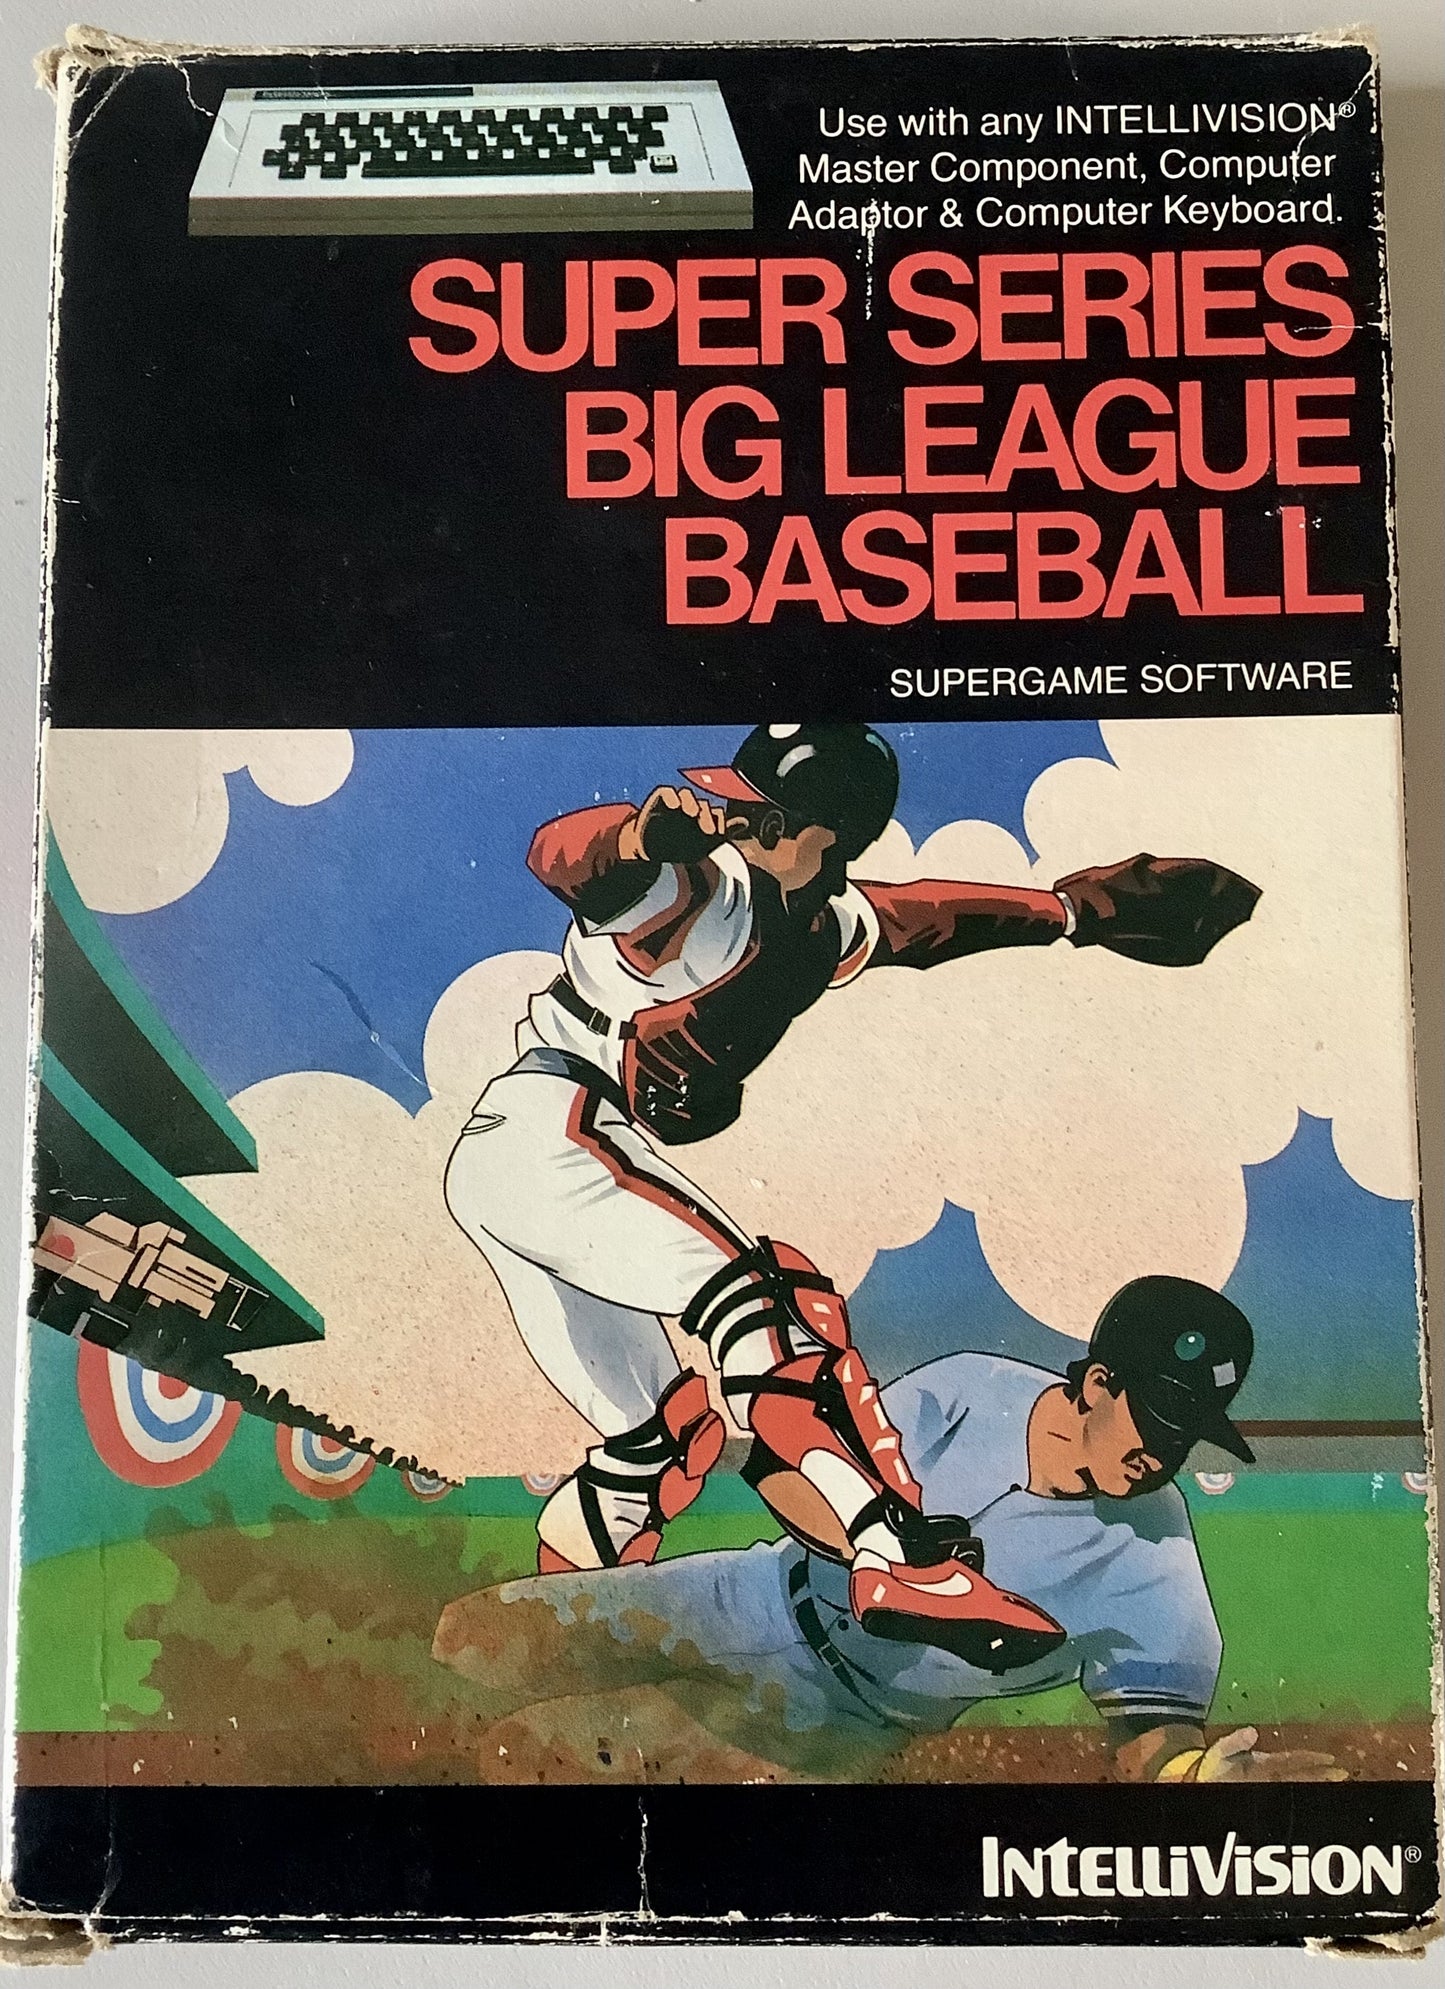 Use with any INTELLIVISION®
Master Component, Computer
Adaptor & Computer Keyboard.
SUPER SERIES
BIG LEAGUE
BASEBALL
SUPERGAME SOFTWARE
INTELLIVISION®